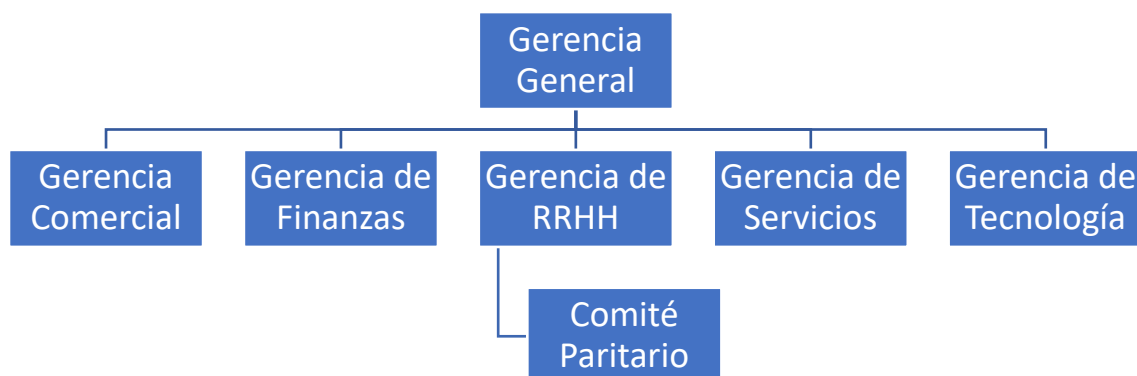 Gerencia
General
Gerencia
Comercial
Gerencia de
Finanzas
Gerencia de
RRHH
Gerencia de
Servicios
Gerencia de
Tecnología
Comité
Paritario